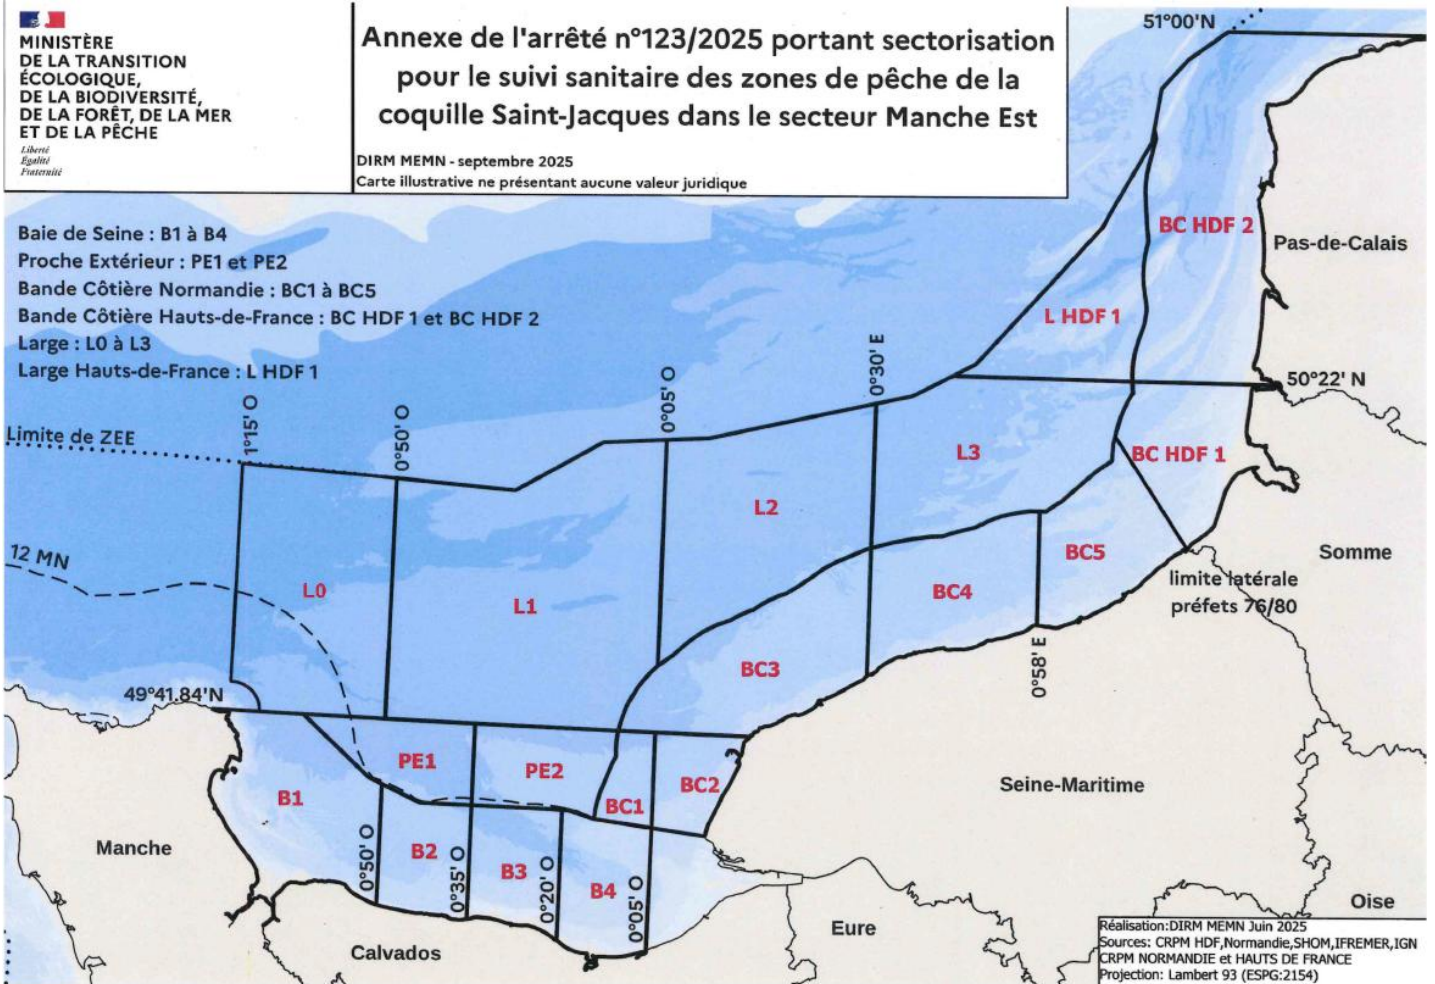 MINISTÈRE
DE LA TRANSITION
ÉCOLOGIQUE,
DE LA BIODIVERSITÉ,
DE LA FORÊT, DE LA MER
ET DE LA PÊCHE
Liberté
Égalité
Fraternité
Annexe de l'arrêté n°123/2025 portant sectorisation
pour le suivi sanitaire des zones de pêche de la
coquille Saint-Jacques dans le secteur Manche Est
DIRM MEMN - septembre 2025
Carte illustrative ne présentant aucune valeur juridique
51°00'N
Baie de Seine : B1 à B4
Proche Extérieur : PE1 et PE2
Bande Côtière Normandie : BC1 à BC5
Bande Côtière Hauts-de-France : BC HDF 1 et BC HDF 2
Large : L0 à L3
Large Hauts-de-France : L HDF 1
BC HDF 2
Pas-de-Calais
L HDF 1
50°22' N
Limite de ZEE
1°15' O
0°50' O
0°05' O
0°30' E
L3
BC HDF 1
L2
12 MN
L0
L1
BC5
BC4
Somme
limite latérale
préfets 76/80
BC3
0°58' E
49°41.84'N
PE1
PE2
BC1
BC2
B1
Seine-Maritime
Manche
0°50' O
B2
0°35' O
B3
0°20' O
B4
0°05' O
Calvados
Eure
Oise
Réalisation:DIRM MEMN Juin 2025
Sources: CRPM HDF,Normandie,SHOM,IFREMER,IGN
CRPM NORMANDIE et HAUTS DE FRANCE
Projection: Lambert 93 (ESPG:2154)